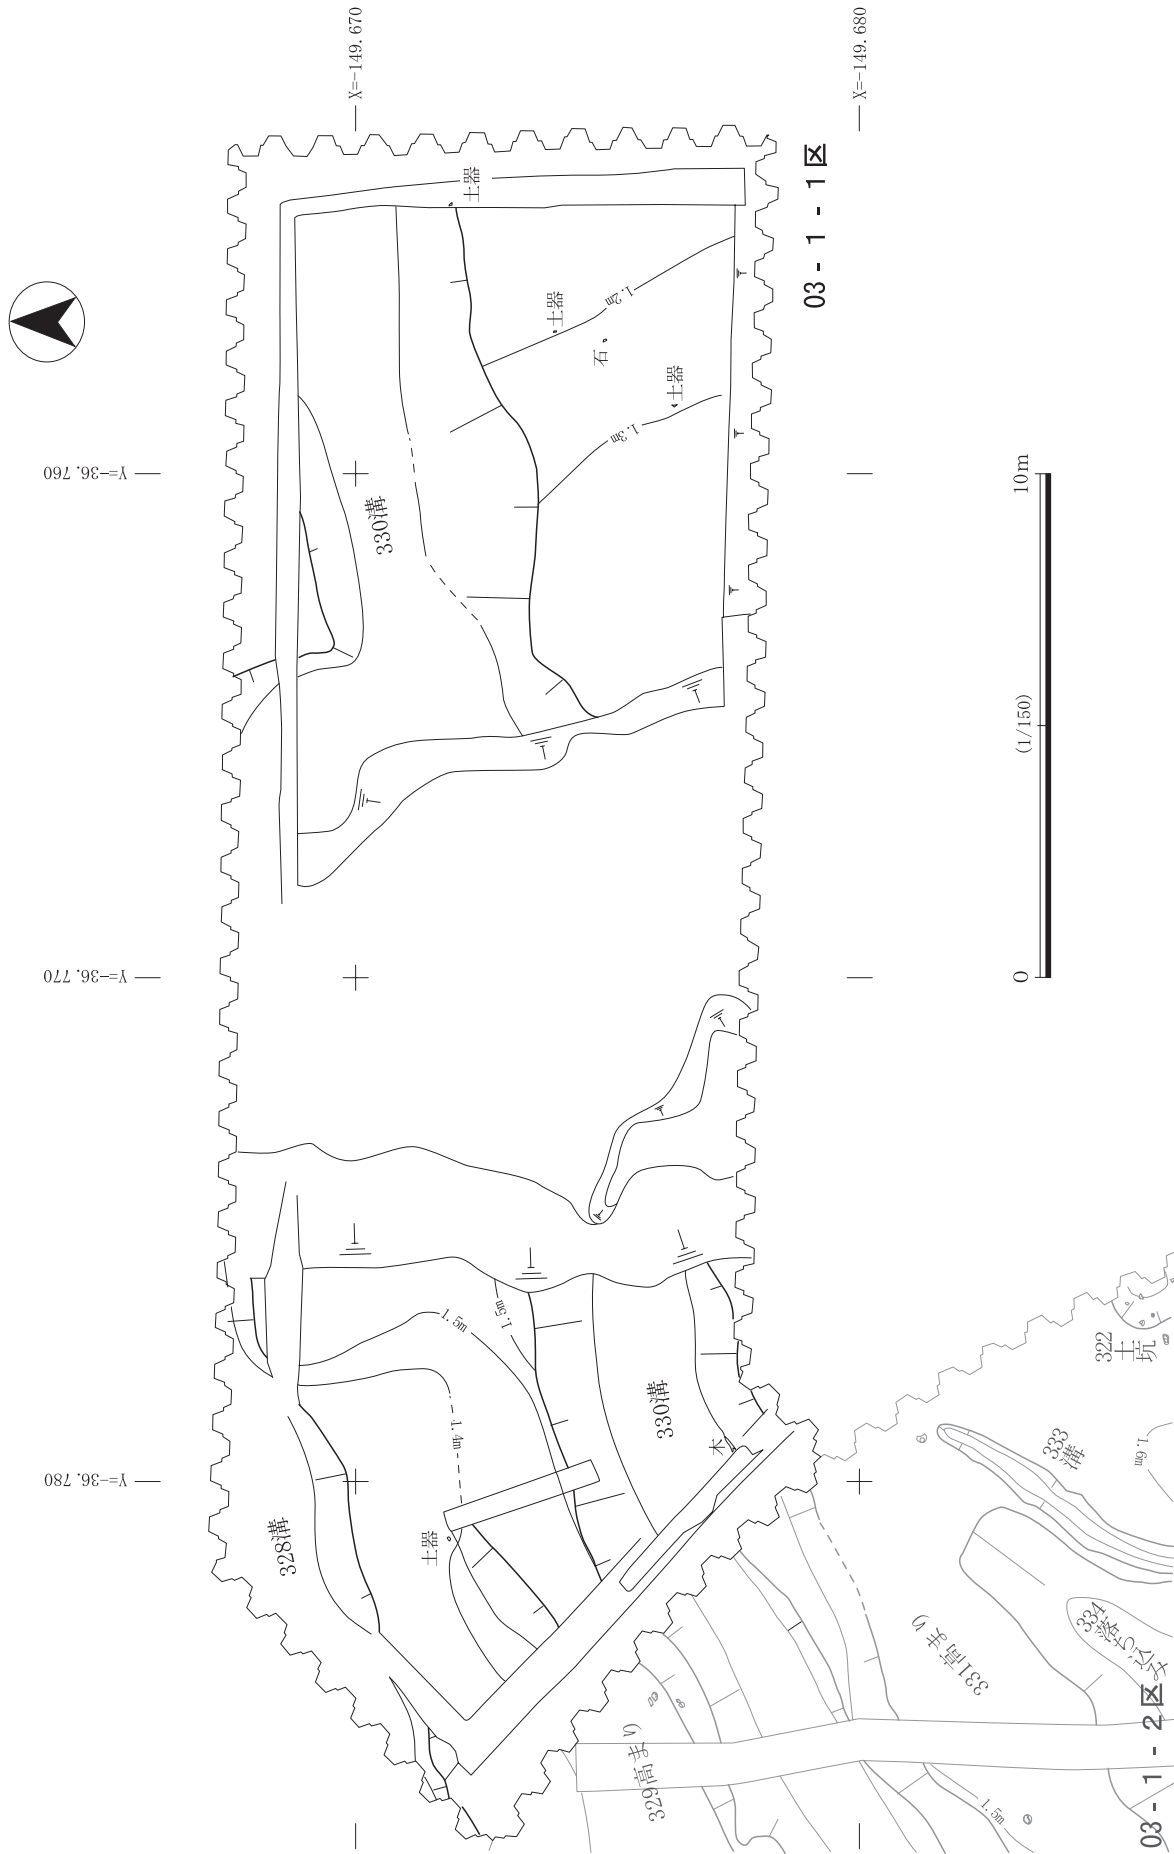 X=-149.670
X=-149.680
03-1-1区
土器
土器
1.2m
石
土器
1.3m
Y=-36.760
330溝
10m
(1/150)
0
Y=-36.770
1.5m
1.5m
330溝
木
1.4m
Y=-36.780
土器
328溝
322
土坑
333
溝
1.6m
331高まり
334
落ち込み
329高まり
1.5m
03-1-2区